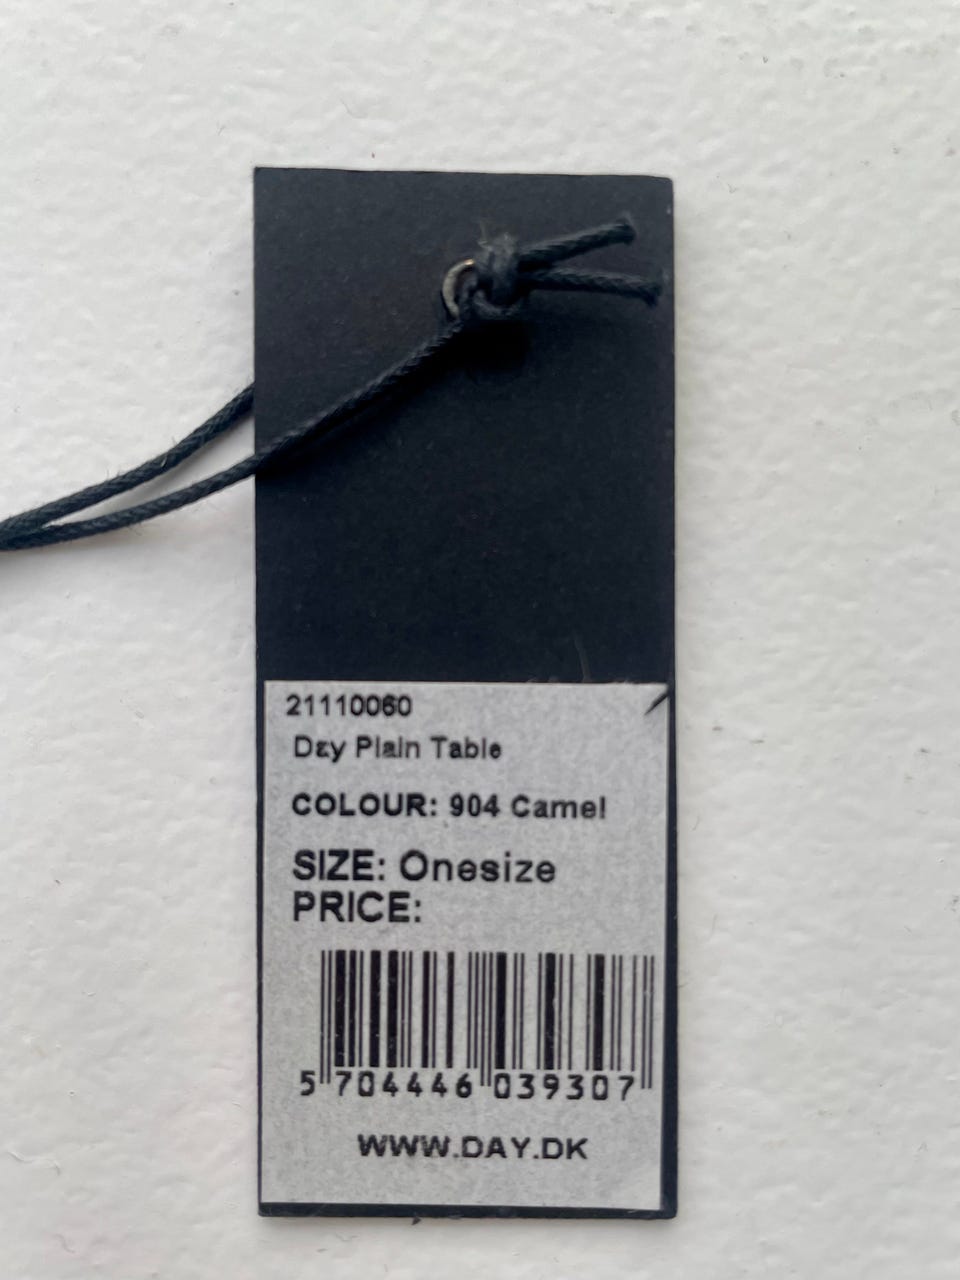 21110060
Day Plain Table
COLOUR: 904 Camel
SIZE: Onesize
PRICE:
5 704446 039307
WWW.DAY.DK